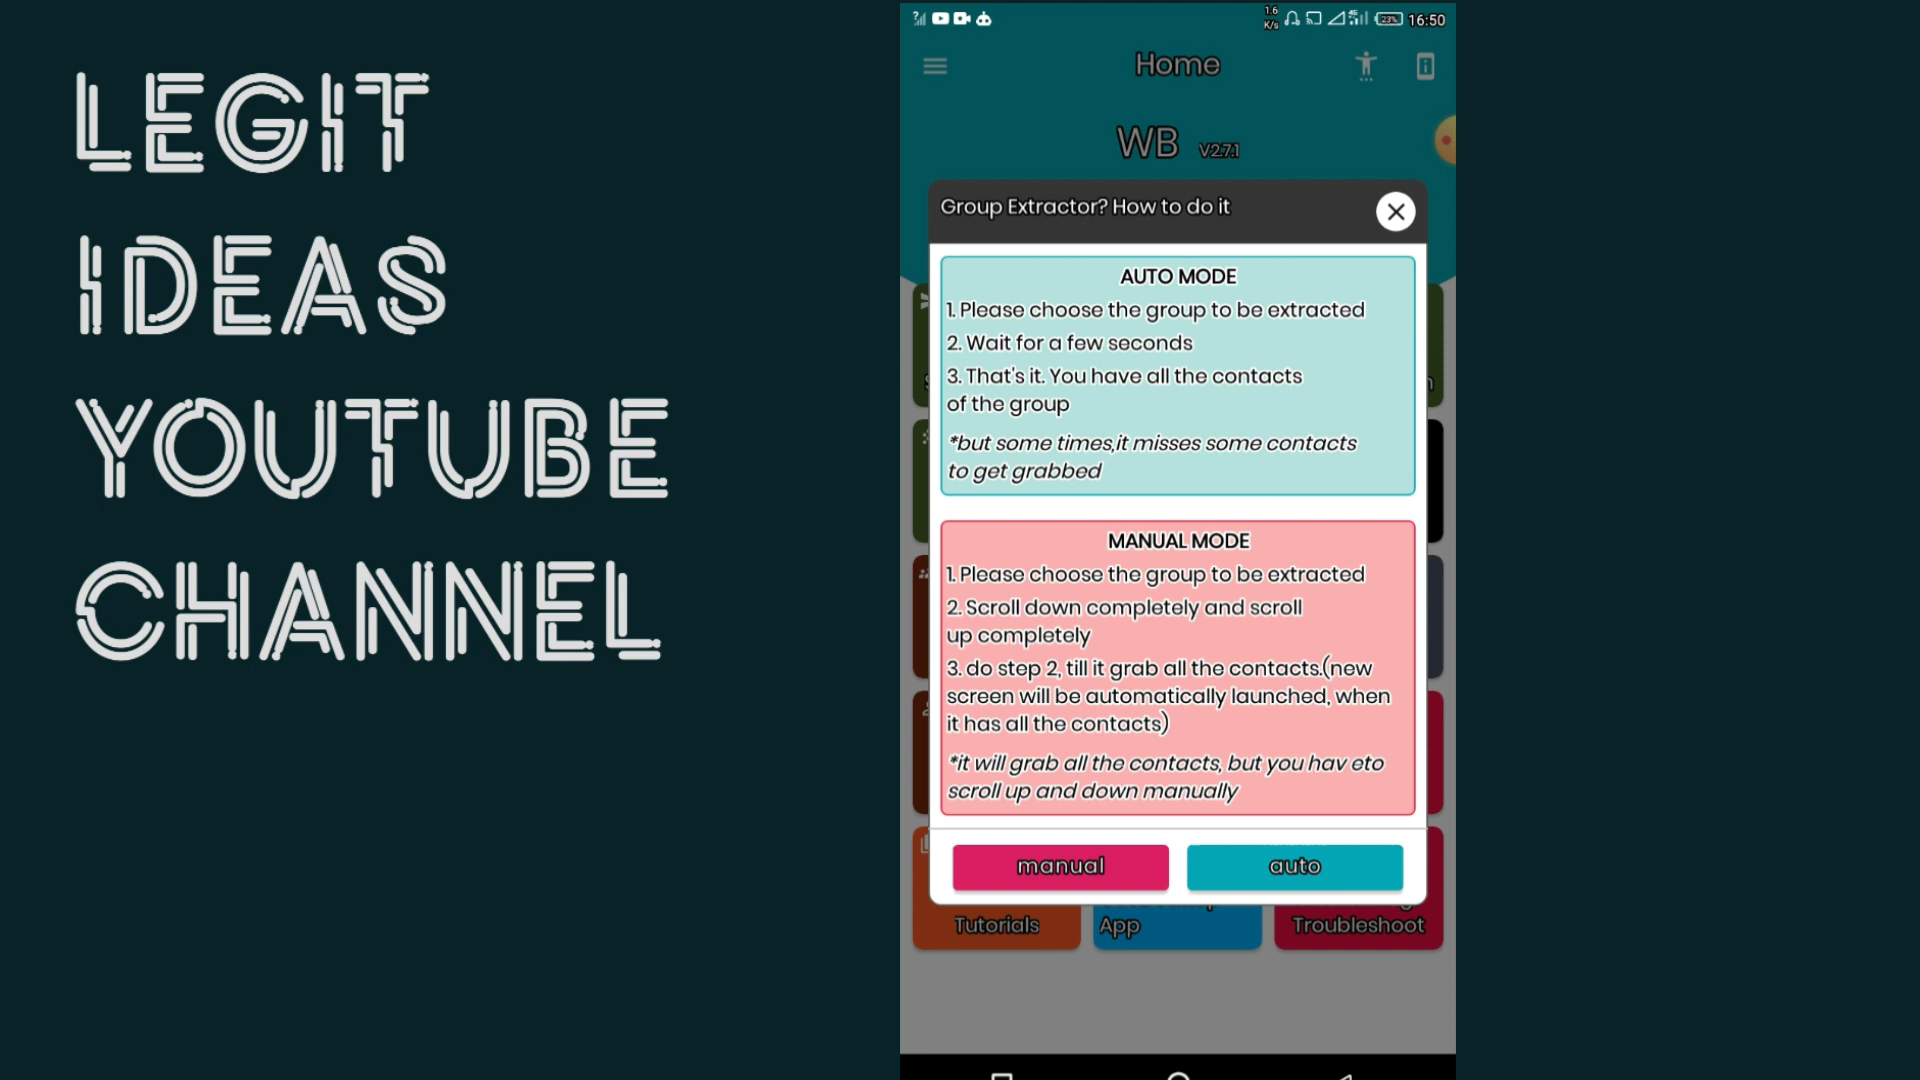 LEGIT
IDEAS
YOUTUBE
CHANNEL
1.6
K/s
23%
16:50
Home
WB V2.7.1
Group Extractor? How to do it
AUTO MODE
1. Please choose the group to be extracted
2. Wait for a few seconds
3. That's it. You have all the contacts
of the group
*but some times,it misses some contacts
to get grabbed
MANUAL MODE
1. Please choose the group to be extracted
2. Scroll down completely and scroll
up completely
3. do step 2, till it grab all the contacts.(new
screen will be automatically launched, when
it has all the contacts)
*it will grab all the contacts, but you hav eto
scroll up and down manually
manual
auto
Tutorials
App
Troubleshoot